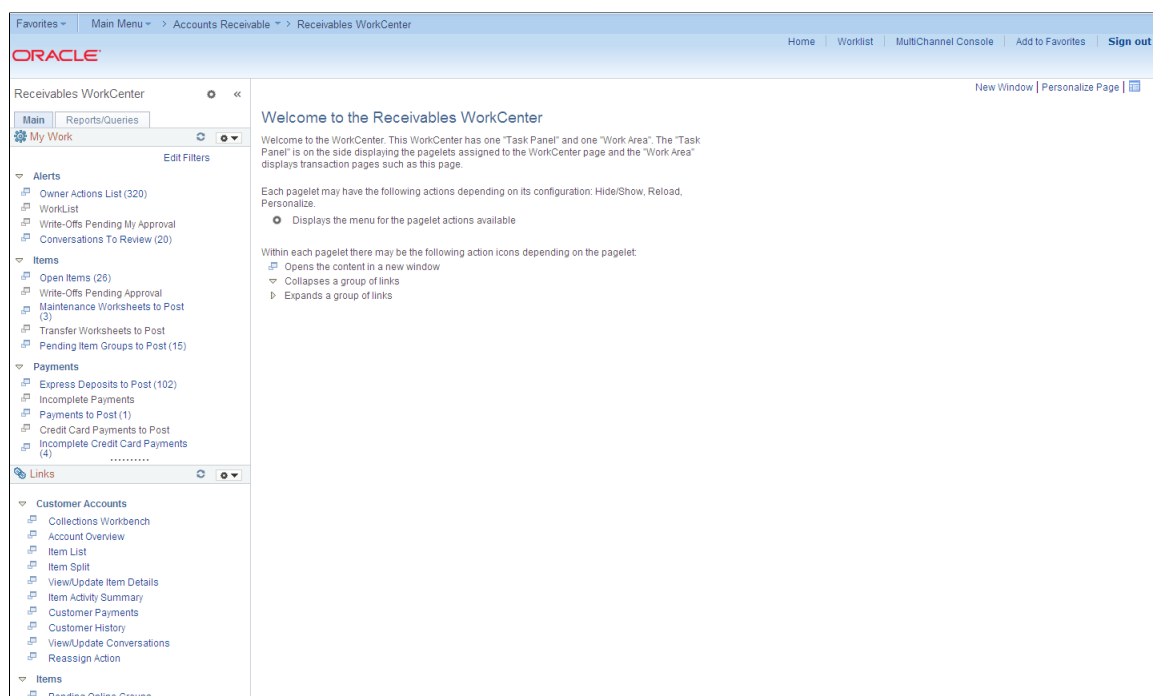 Favorites Main Menu > Accounts Receivable > Receivables WorkCenter
Home Worklist MultiChannel Console Add to Favorites Sign out
ORACLE
New Window | Personalize Page |
Receivables WorkCenter «
Main Reports/Queries
My Work
Edit Filters
Alerts
Owner Actions List (320)
WorkList
Write-Offs Pending My Approval
Conversations To Review (20)
Items
Open Items (26)
Write-Offs Pending Approval
Maintenance Worksheets to Post
(3)
Transfer Worksheets to Post
Pending Item Groups to Post (15)
Payments
Express Deposits to Post (102)
Incomplete Payments
Payments to Post (1)
Credit Card Payments to Post
Incomplete Credit Card Payments
(4)
Links
Customer Accounts
Collections Workbench
Account Overview
Item List
Item Split
View/Update Item Details
Item Activity Summary
Customer Payments
Customer History
View/Update Conversations
Reassign Action
Items
Pending Online Groups
Welcome to the Receivables WorkCenter
Welcome to the WorkCenter. This WorkCenter has one "Task Panel" and one "Work Area". The "Task
Panel" is on the side displaying the pagelets assigned to the WorkCenter page and the "Work Area"
displays transaction pages such as this page.
Each pagelet may have the following actions depending on its configuration: Hide/Show, Reload,
Personalize.
Displays the menu for the pagelet actions available
Within each pagelet there may be the following action icons depending on the pagelet:
Opens the content in a new window
Collapses a group of links
Expands a group of links